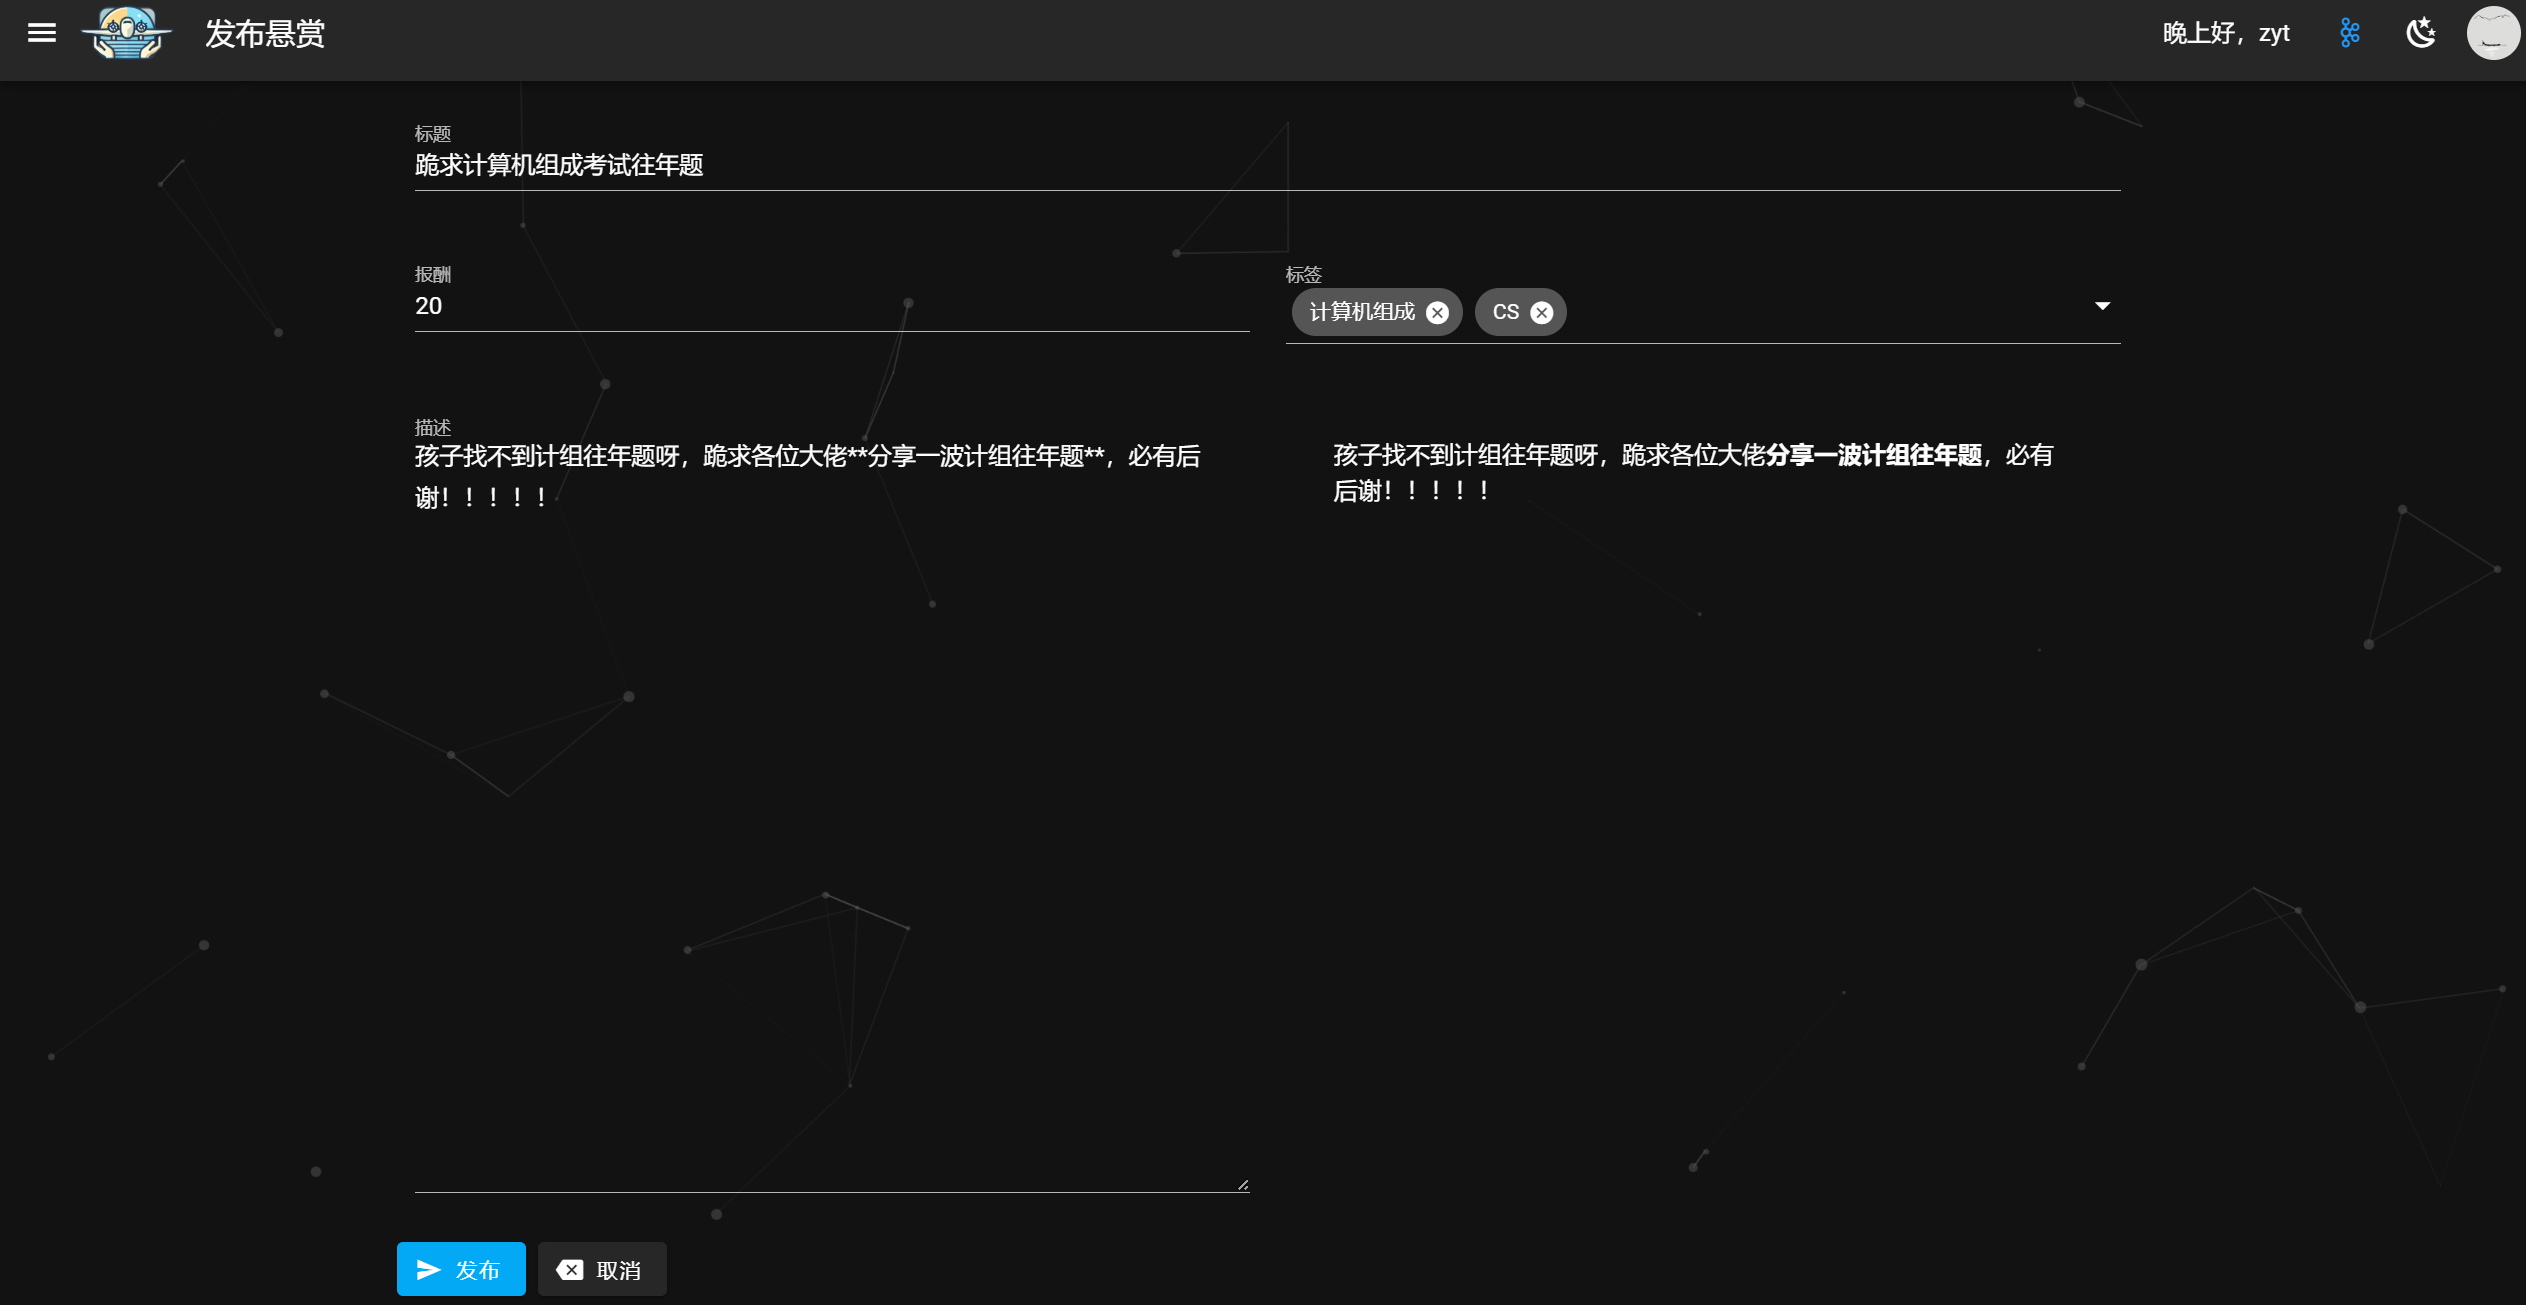 发布悬赏
晚上好，zyt
标题
跪求计算机组成考试往年题
报酬
20
标签
计算机组成
CS
描述
孩子找不到计组往年题呀，跪求各位大佬**分享一波计组往年题**，必有后
谢！！！！！
孩子找不到计组往年题呀，跪求各位大佬分享一波计组往年题，必有
后谢！！！！！
发布
取消